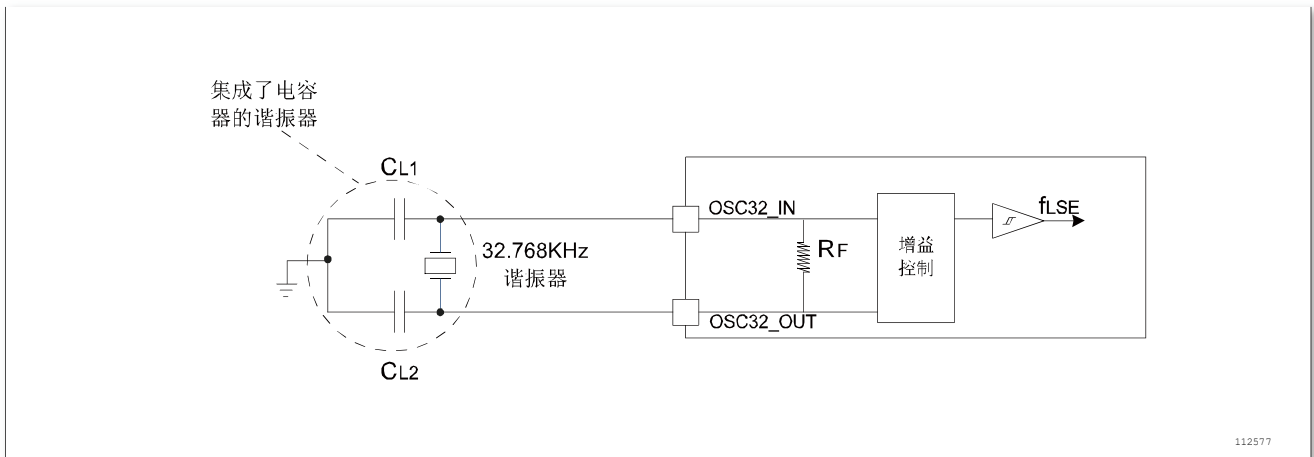 集成了电容
器的谐振器
CL1
OSC32_IN
fLSE
32.768KHz
谐振器
RF
增益
控制
OSC32_OUT
CL2
112577